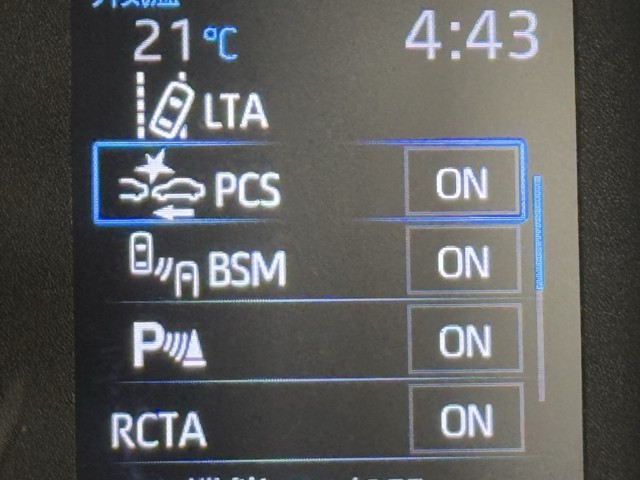 21℃ 4:43
LTA
PCS ON
BSM ON
P ON
RCTA ON